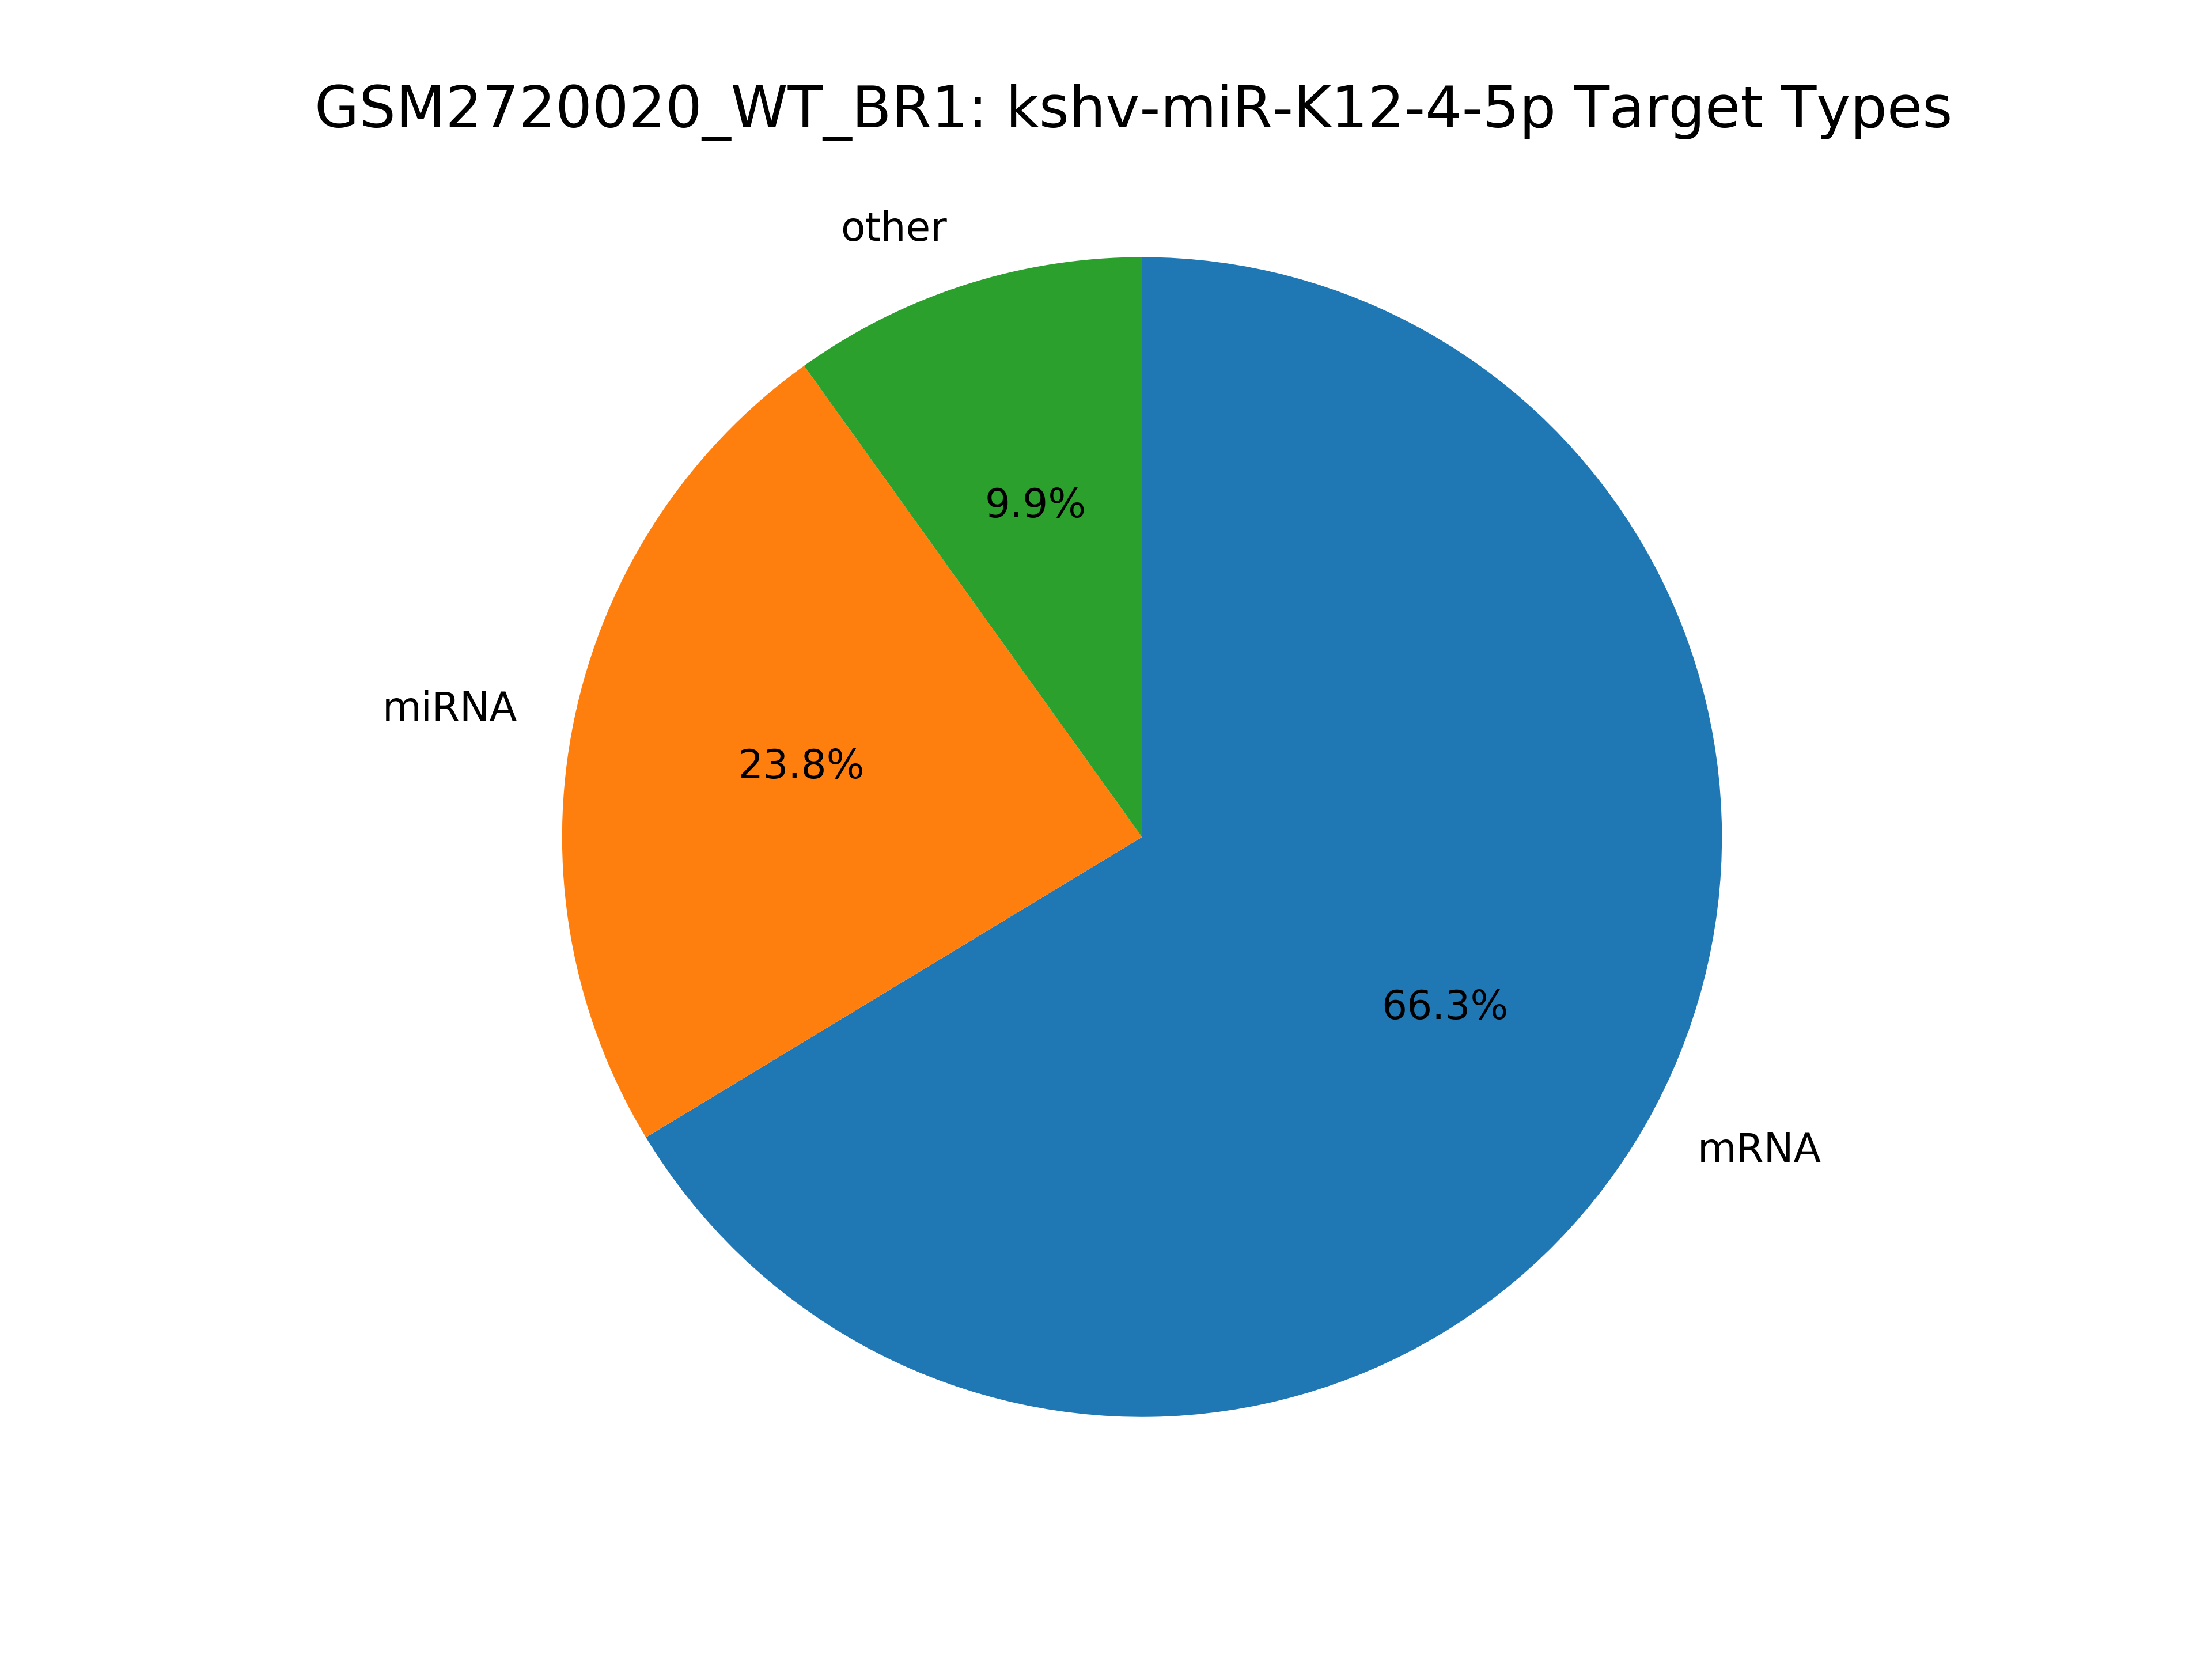 GSM2720020_WT_BR1: kshv-miR-K12-4-5p Target Types
other
9.9%
miRNA
23.8%
66.3%
mRNA